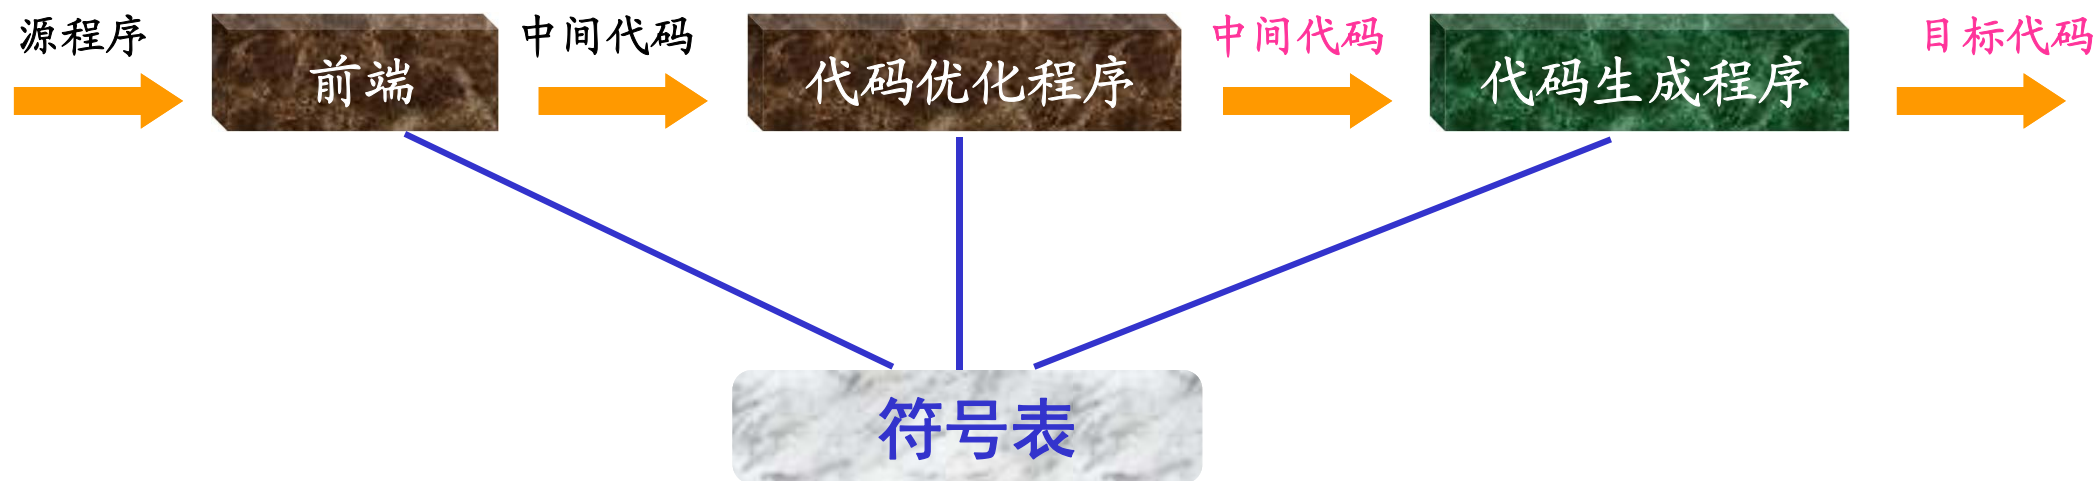 源程序
前端
中间代码
代码优化程序
中间代码
代码生成程序
目标代码
符号表